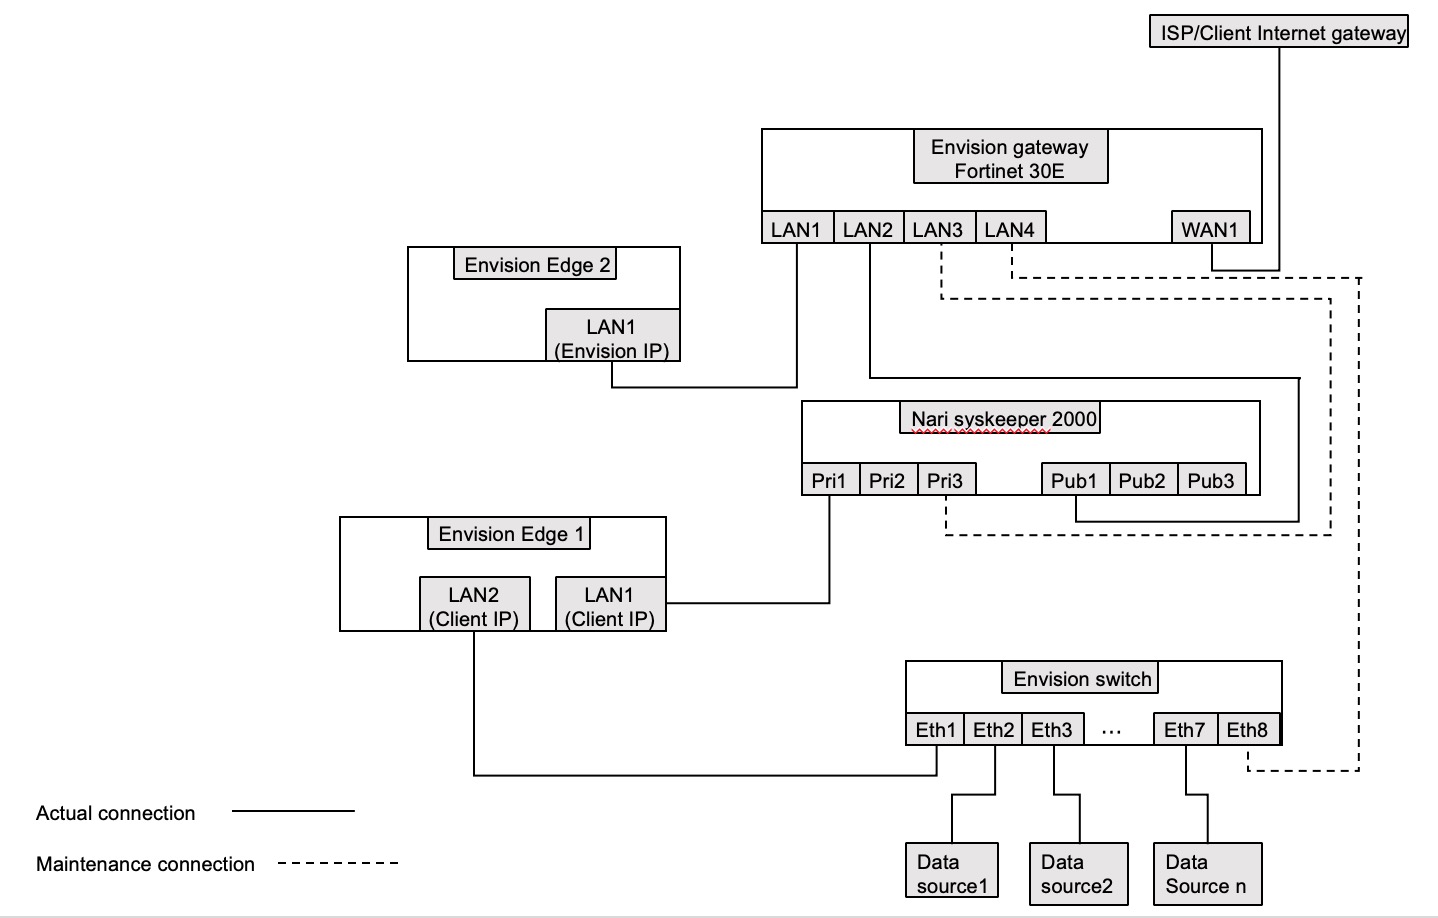 ISP/Client Internet gateway
Envision gateway
Fortinet 30E
LAN1 LAN2 LAN3 LAN4 WAN1
Envision Edge 2
LAN1
(Envision IP)
Nari syskeeper 2000
Pri1 Pri2 Pri3 Pub1 Pub2 Pub3
Envision Edge 1
LAN2
(Client IP)
LAN1
(Client IP)
Envision switch
Eth1 Eth2 Eth3 ... Eth7 Eth8
Actual connection
Maintenance connection
Data
source1
Data
source2
Data
Source n